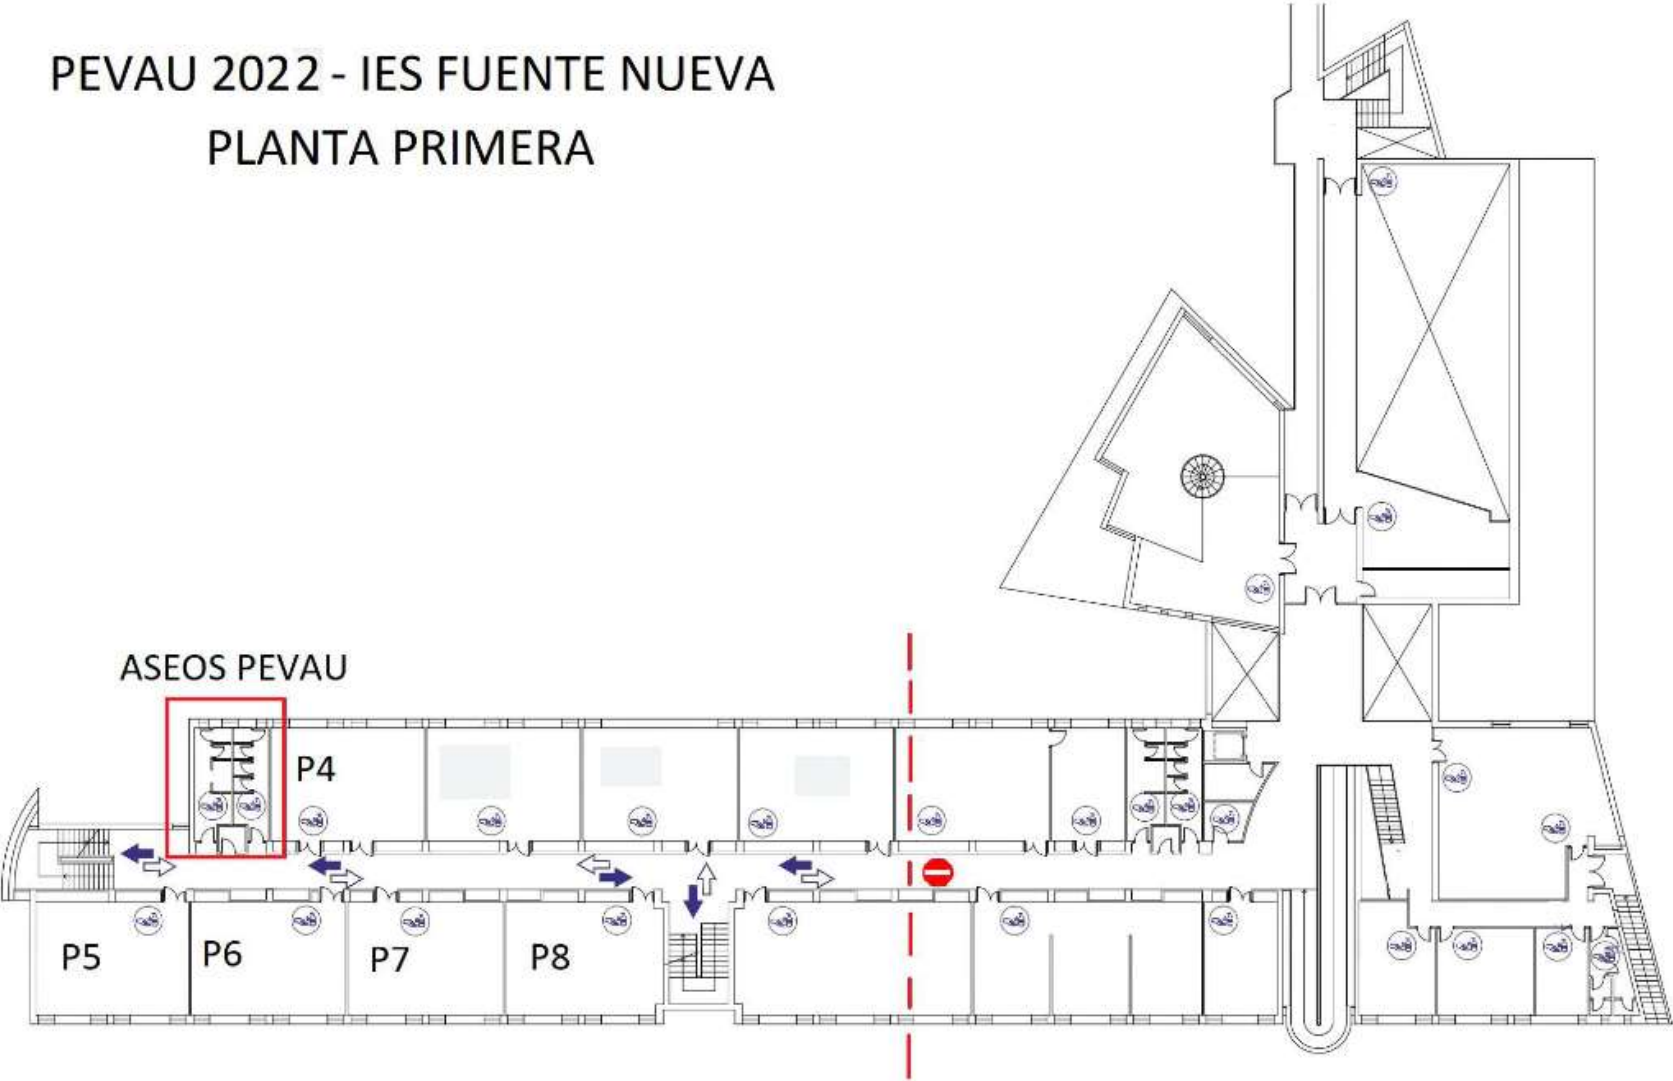 PEVAU 2022 - IES FUENTE NUEVA
PLANTA PRIMERA
ASEOS PEVAU
P4
P5
P6
P7
P8